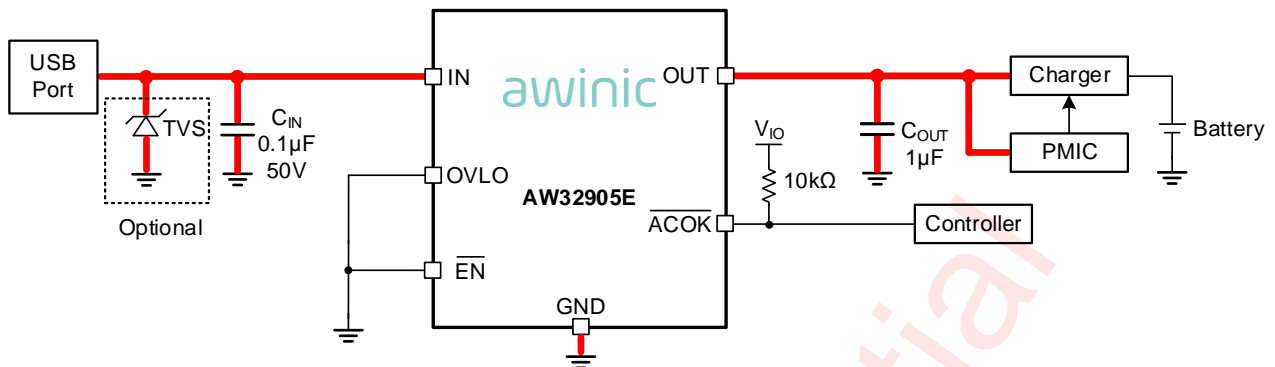 USB
Port
TVS
Optional
CIN
0.1µF
50V
IN
OVLO
EN
awinic
AW32905E
GND
OUT
ACOK
VIO
10kΩ
COUT
1µF
Charger
PMIC
Battery
Controller
tial